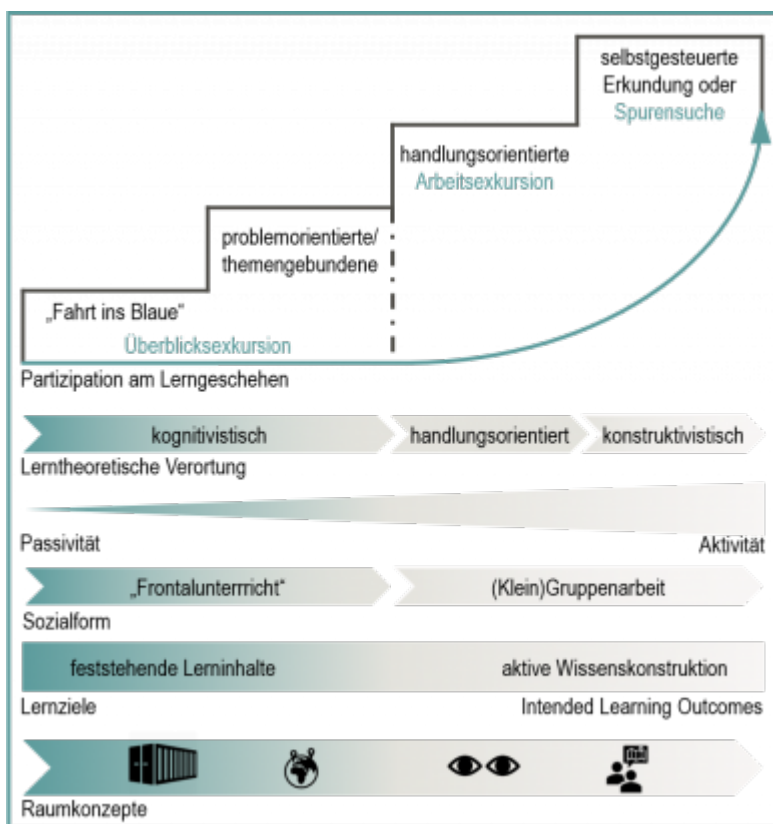 selbstgesteuerte
Erkundung oder
Spurensuche
handlungsorientierte
Arbeitsexkursion
problemorientierte/
themengebundene
„Fahrt ins Blaue“
Überblicksexkursion
Partizipation am Lerngeschehen
kognitivistisch handlungsorientiert konstruktivistisch
Lerntheoretische Verortung
Passivität Aktivität
„Frontalunterrricht“ (Klein)Gruppenarbeit
Sozialform
feststehende Lerninhalte aktive Wissenskonstruktion
Lernziele Intended Learning Outcomes
Raumkonzepte